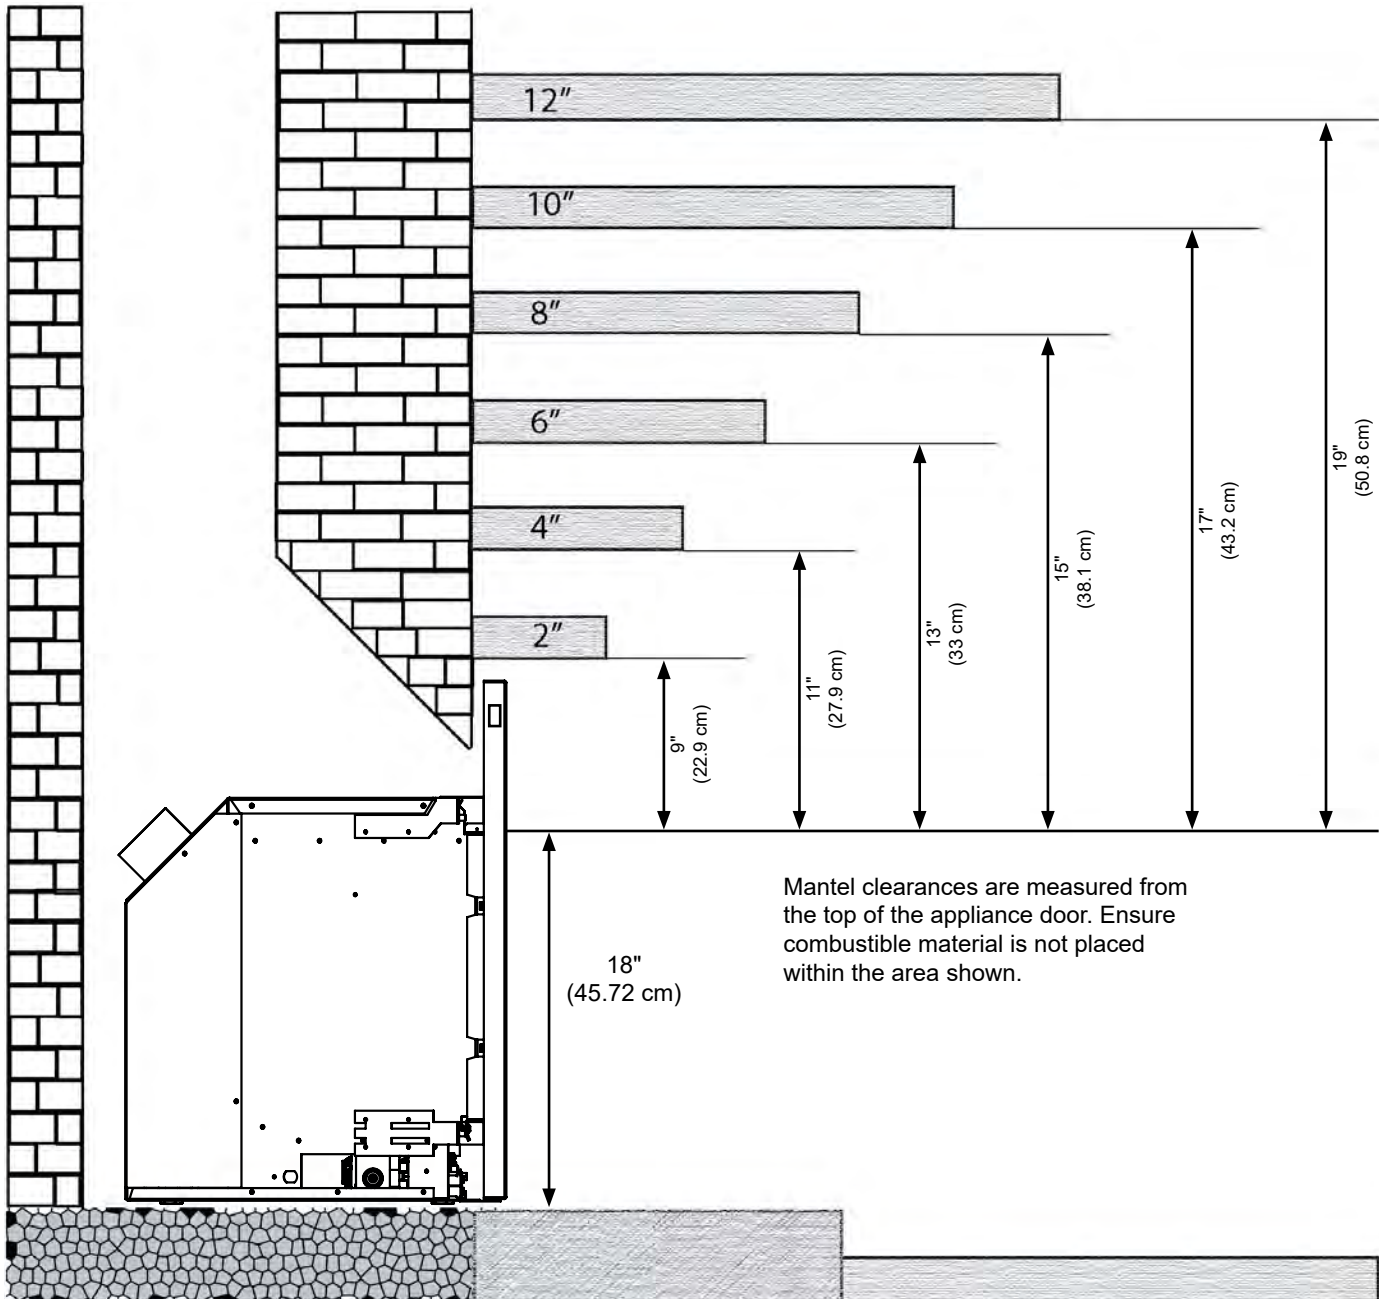 12″
10″
8″
6″
4″
2″
19"
(50.8 cm)
17"
(43.2 cm)
15"
(38.1 cm)
13"
(33 cm)
11"
(27.9 cm)
9"
(22.9 cm)
Mantel clearances are measured from
the top of the appliance door. Ensure
combustible material is not placed
within the area shown.
18"
(45.72 cm)